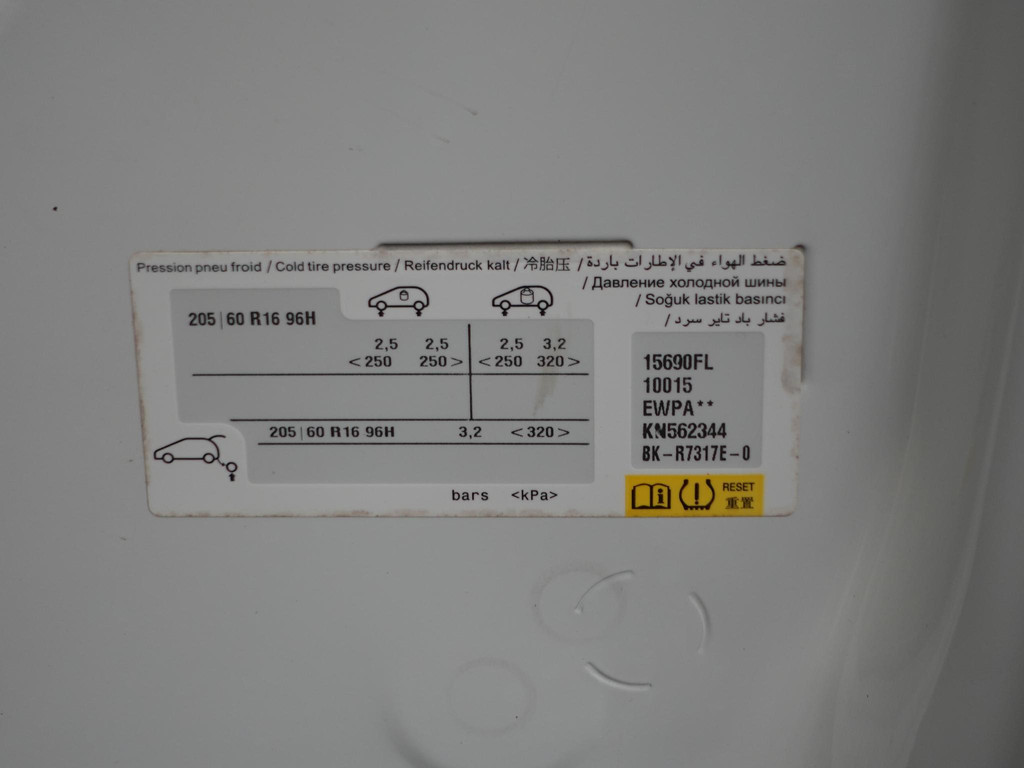 Pression pneu froid / Cold tire pressure / Reifendruck kalt / 冷胎压 / ضغط الهواء في الإطارات باردة
/ Давление холодной шины
/ Soğuk lastik basıncı
/ فشار باد تایر سرد
205|60 R16 96H
2,5 2,5 2,5 3,2
<250 250> <250 320>
205|60 R16 96H 3,2 <320>
bars <kPa>
15690FL
10015
EWPA**
KN562344
BK-R7317E-0
RESET
重置